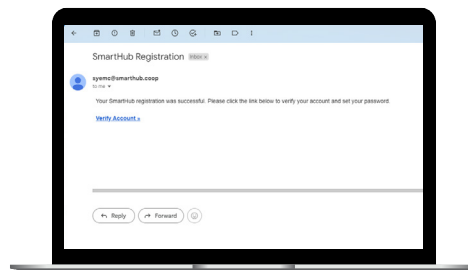 SmartHub Registration Inbox x
syemc@smarthub.coop
to me
Your SmartHub registration was successful. Please click the link below to verify your account and set your password.
Verify Account »
Reply Forward